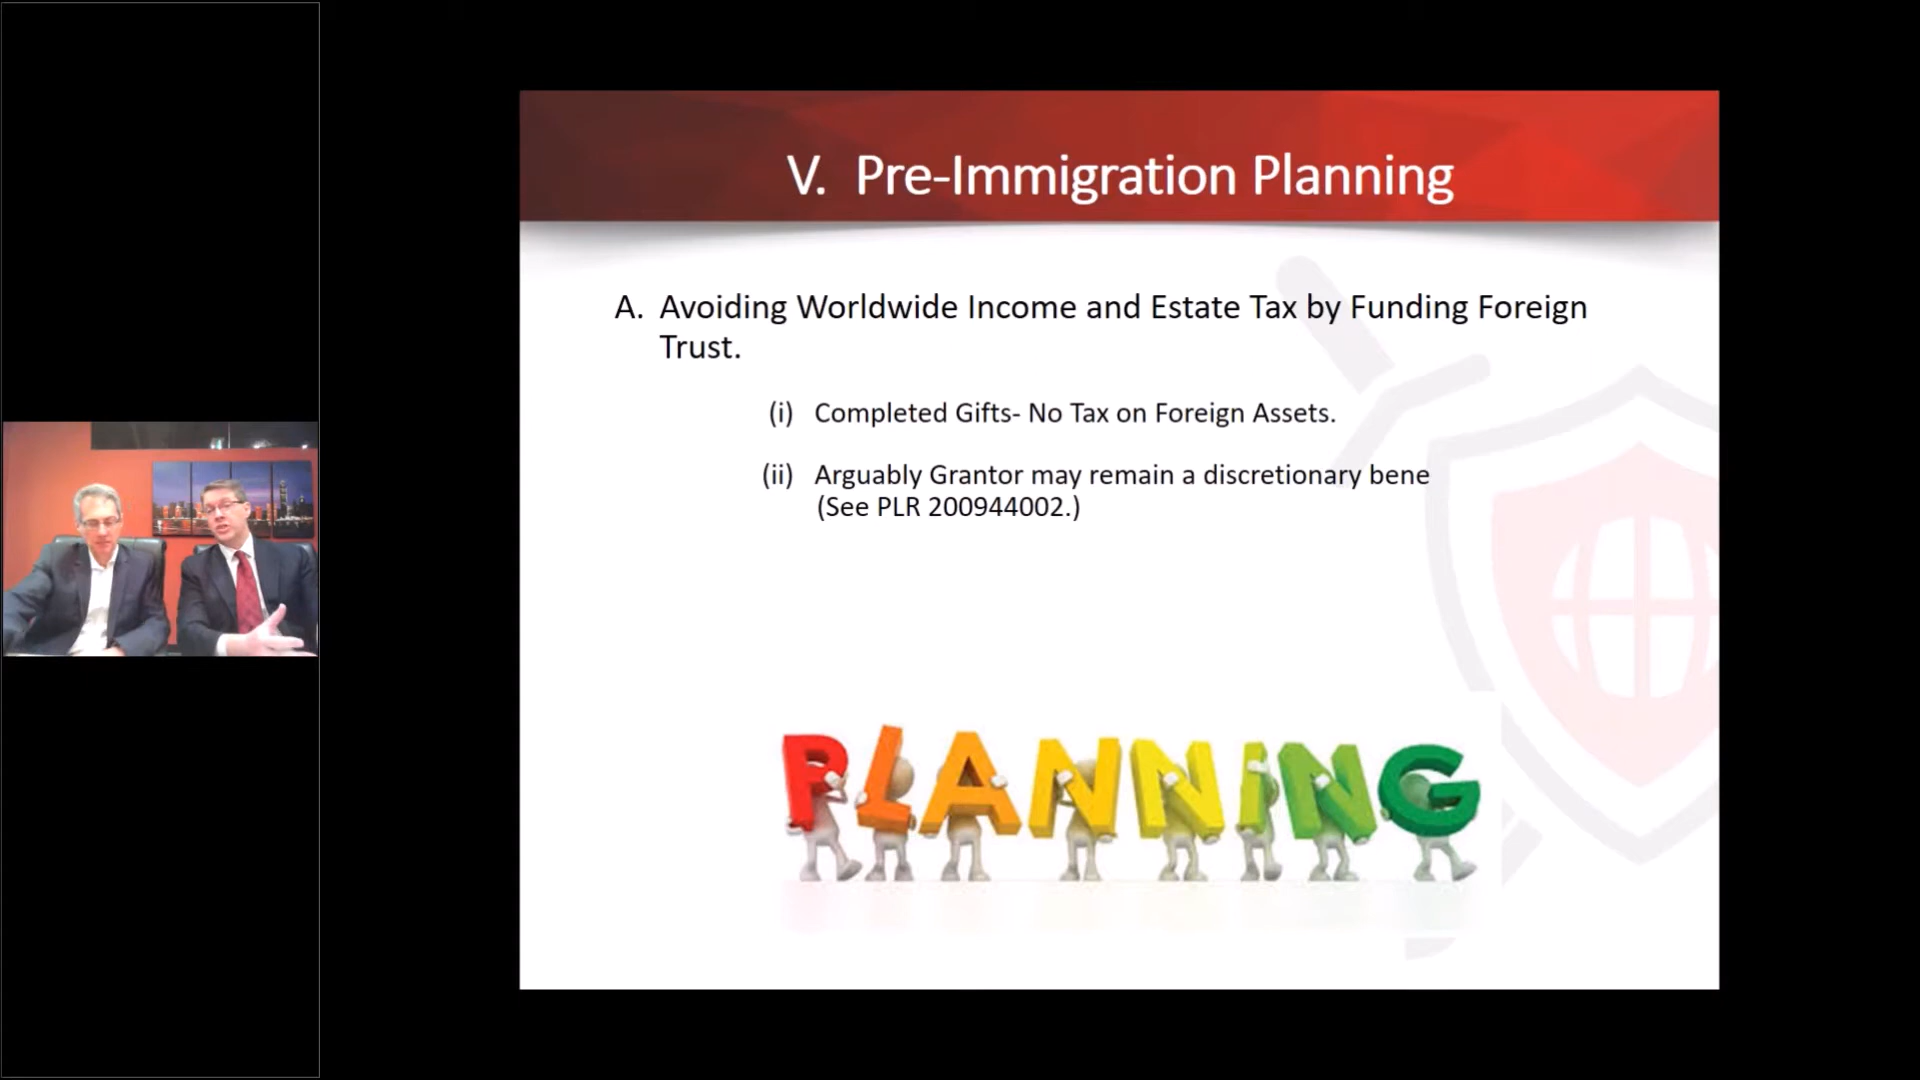 V. Pre-Immigration Planning
A. Avoiding Worldwide Income and Estate Tax by Funding Foreign
Trust.
(i) Completed Gifts- No Tax on Foreign Assets.
(ii) Arguably Grantor may remain a discretionary bene
(See PLR 200944002.)
PLANNING